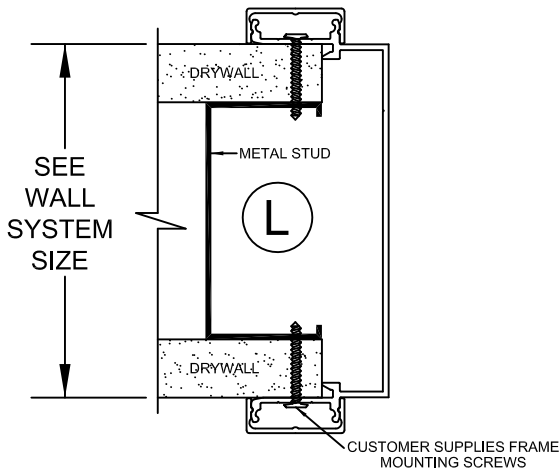 DRYWALL
METAL STUD
SEE
WALL
SYSTEM
SIZE
L
DRYWALL
CUSTOMER SUPPLIES FRAME
MOUNTING SCREWS